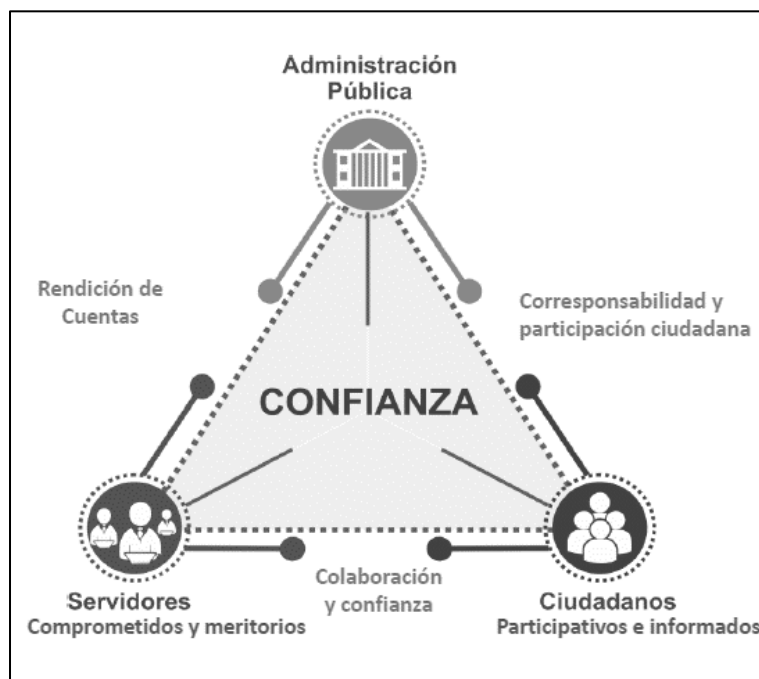 Administración
Pública
Rendición de
Cuentas
Corresponsabilidad y
participación ciudadana
CONFIANZA
Colaboración
y confianza
Servidores
Comprometidos y meritorios
Ciudadanos
Participativos e informados